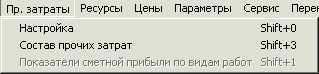 Пр. затраты Ресурсы Цены Параметры Сервис
Настройка Shift+0
Состав прочих затрат Shift+3
Показатели сметной прибыли по видам работ Shift+1